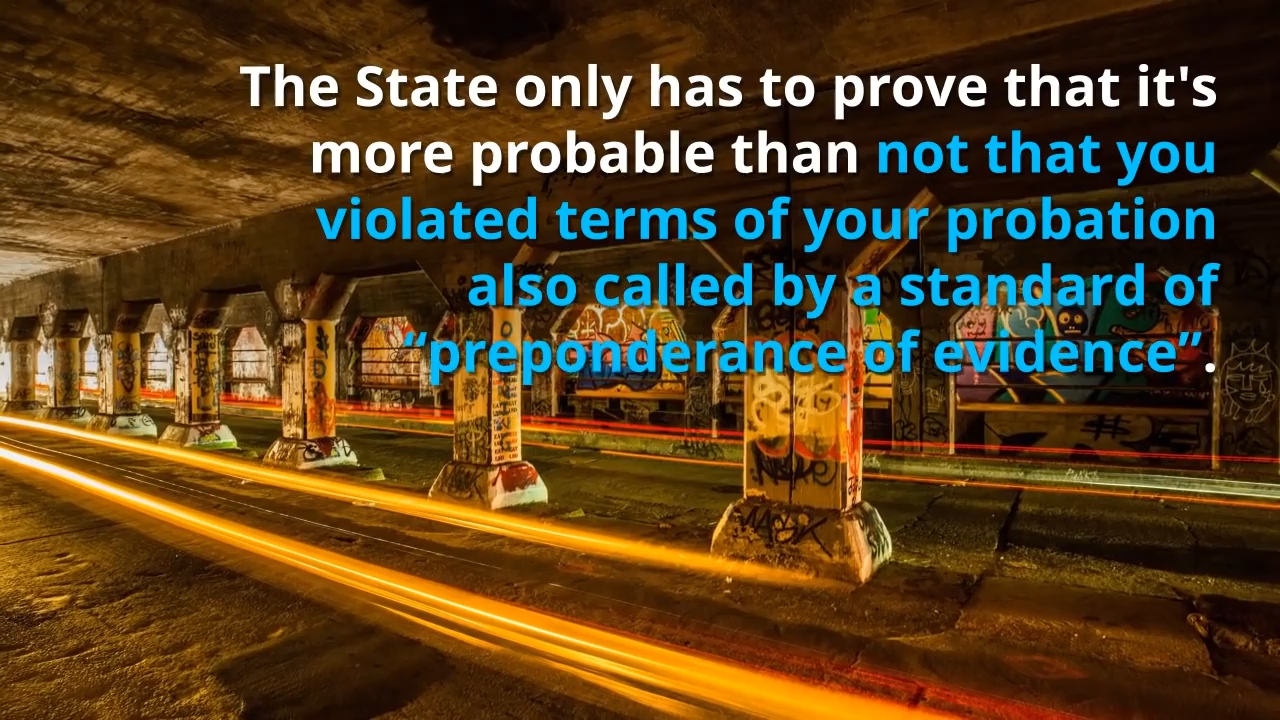 The State only has to prove that it's
more probable than not that you
violated terms of your probation
also called by a standard of
“preponderance of evidence”.